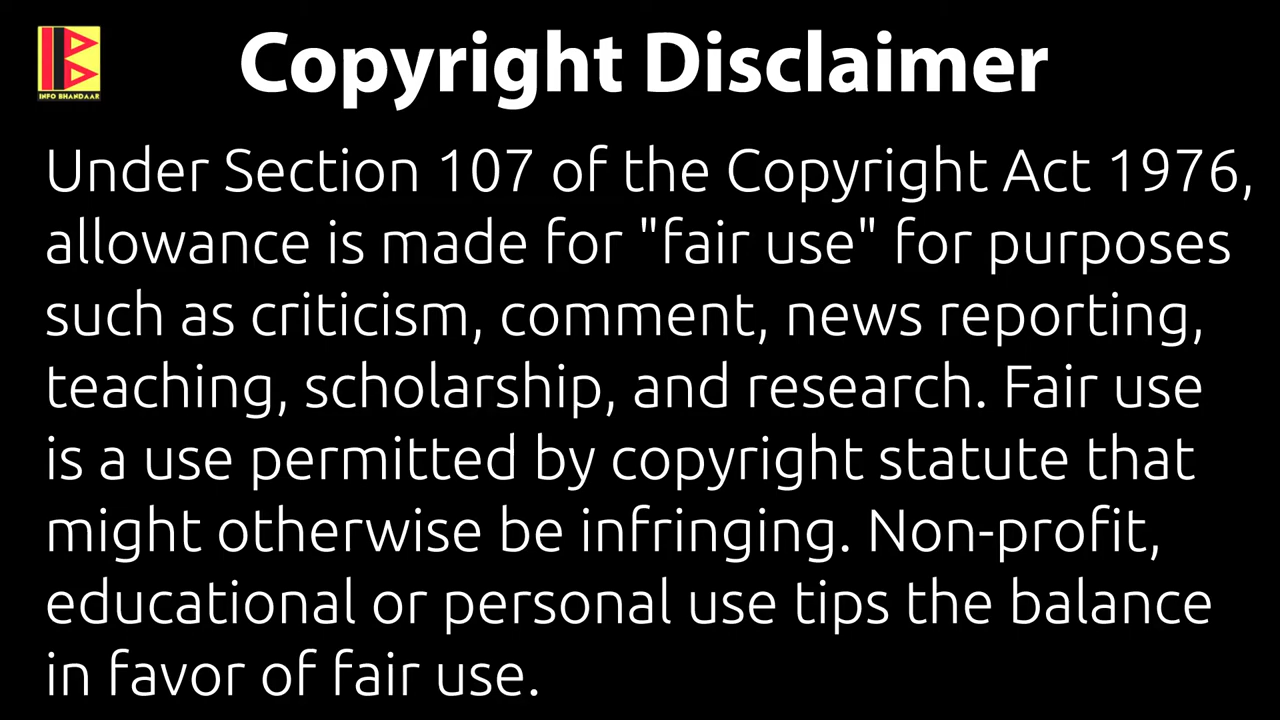 Copyright Disclaimer
INFO BHANDAAR
Under Section 107 of the Copyright Act 1976,
allowance is made for "fair use" for purposes
such as criticism, comment, news reporting,
teaching, scholarship, and research. Fair use
is a use permitted by copyright statute that
might otherwise be infringing. Non-profit,
educational or personal use tips the balance
in favor of fair use.